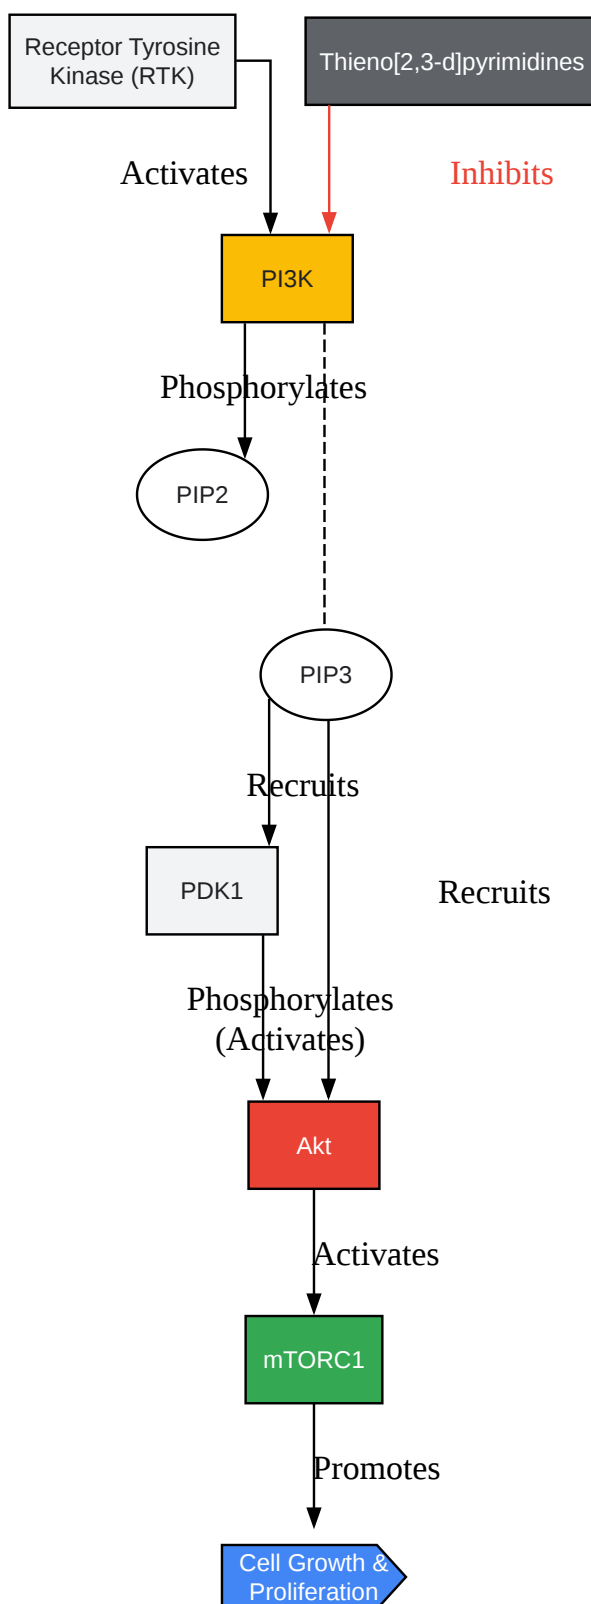 Receptor Tyrosine
Kinase (RTK)
Thieno[2,3-d]pyrimidines
Activates
Inhibits
PI3K
Phosphorylates
PIP2
PIP3
Recruits
PDK1
Recruits
Phosphorylates
(Activates)
Akt
Activates
mTORC1
Promotes
Cell Growth &
Proliferation